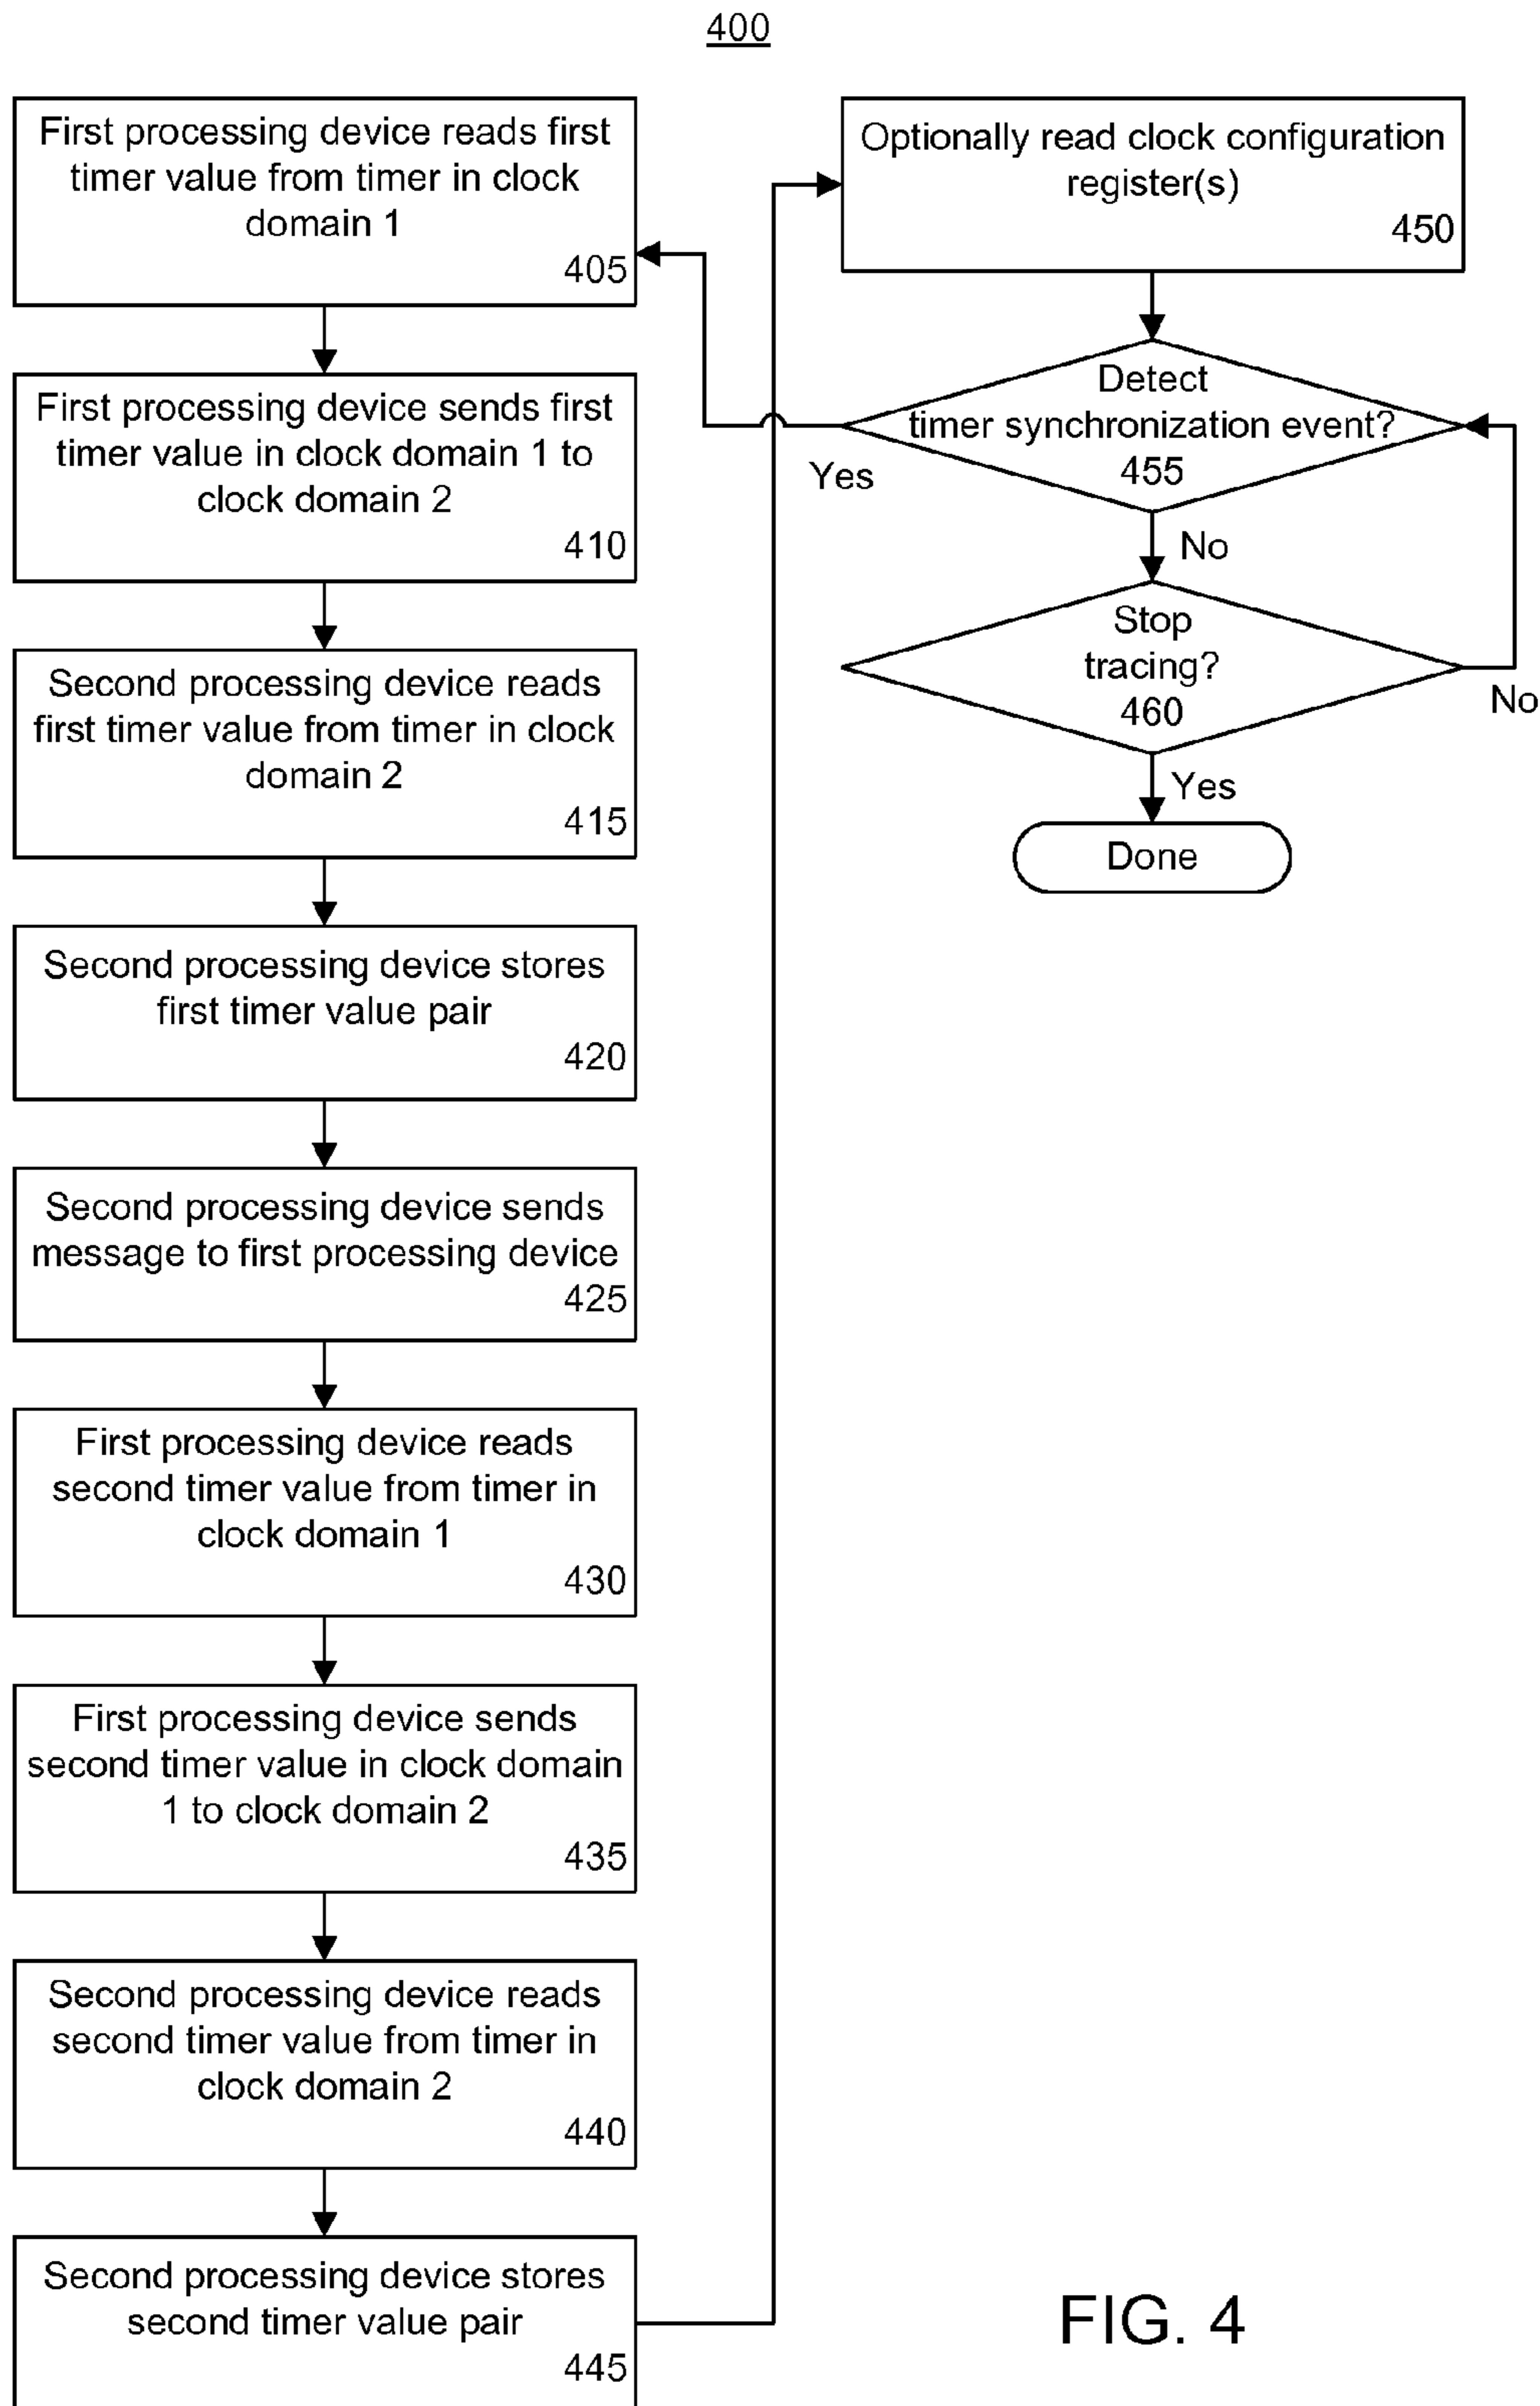 400
First processing device reads first
timer value from timer in clock
domain 1
405
First processing device sends first
timer value in clock domain 1 to
clock domain 2
410
Second processing device reads
first timer value from timer in clock
domain 2
415
Second processing device stores
first timer value pair
420
Second processing device sends
message to first processing device
425
First processing device reads
second timer value from timer in
clock domain 1
430
First processing device sends
second timer value in clock domain
1 to clock domain 2
435
Second processing device reads
second timer value from timer in
clock domain 2
440
Second processing device stores
second timer value pair
445
Optionally read clock configuration
register(s)
450
Detect
timer synchronization event?
455
Yes
No
Stop
tracing?
460
No
Yes
Done
FIG. 4